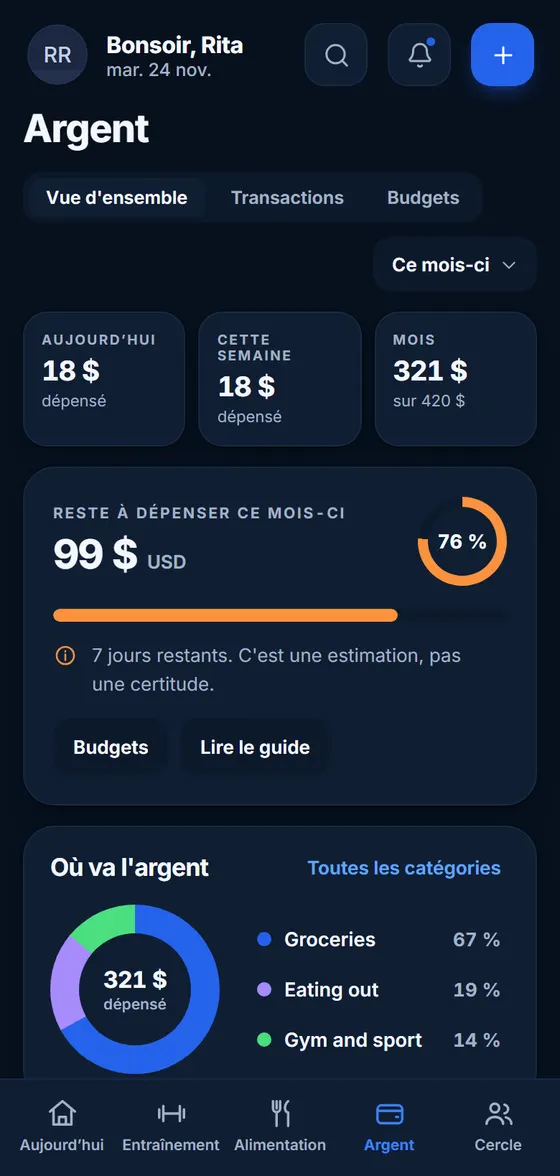 RR
Bonsoir, Rita
mar. 24 nov.
Argent
Vue d'ensemble
Transactions
Budgets
Ce mois-ci
AUJOURD’HUI
18 $
dépensé
CETTE
SEMAINE
18 $
dépensé
MOIS
321 $
sur 420 $
RESTE À DÉPENSER CE MOIS-CI
99 $ USD
76 %
7 jours restants. C'est une estimation, pas
une certitude.
Budgets
Lire le guide
Où va l'argent
Toutes les catégories
321 $
dépensé
Groceries 67 %
Eating out 19 %
Gym and sport 14 %
Aujourd’hui
Entraînement
Alimentation
Argent
Cercle